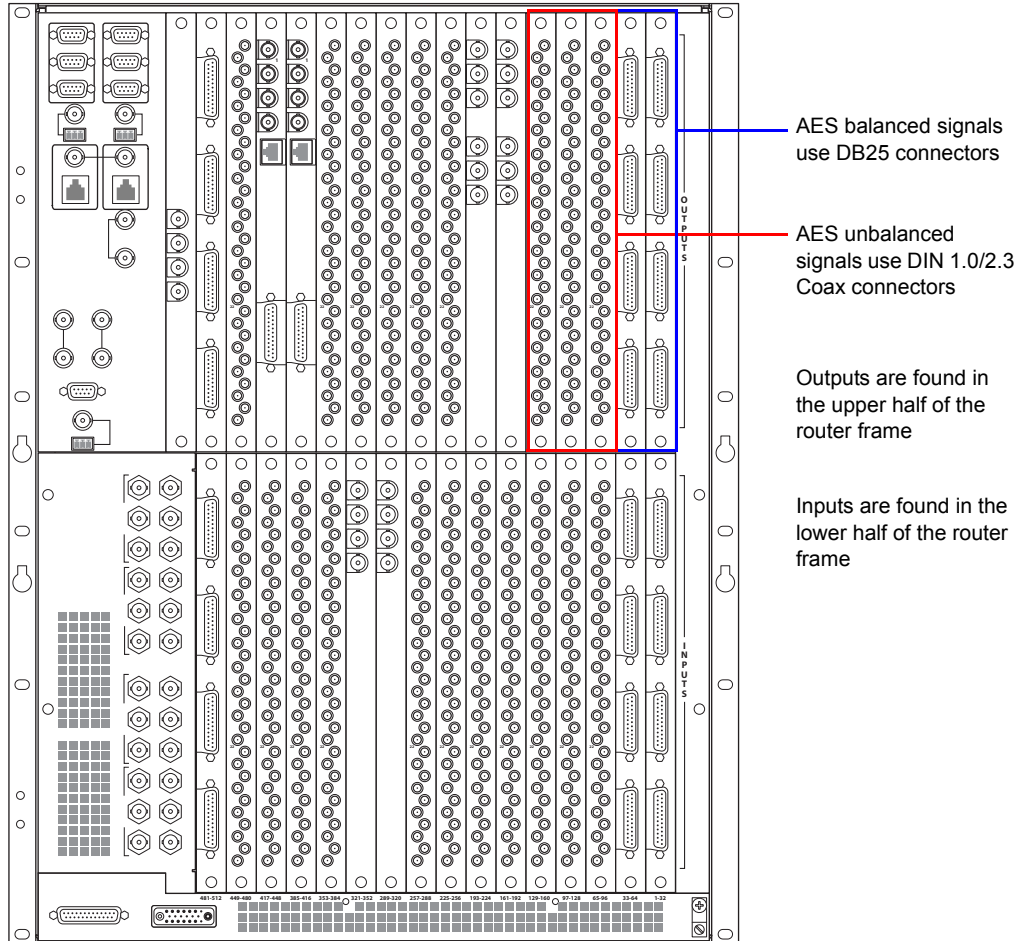 AES balanced signals
use DB25 connectors
AES unbalanced
signals use DIN 1.0/2.3
Coax connectors
Outputs are found in
the upper half of the
router frame
Inputs are found in the
lower half of the router
frame
OUTPUTS
INPUTS
481-512 449-480 417-448 385-416 353-384 321-352 289-320 257-288 225-256 193-224 161-192 129-160 97-128 65-96 33-64 1-32